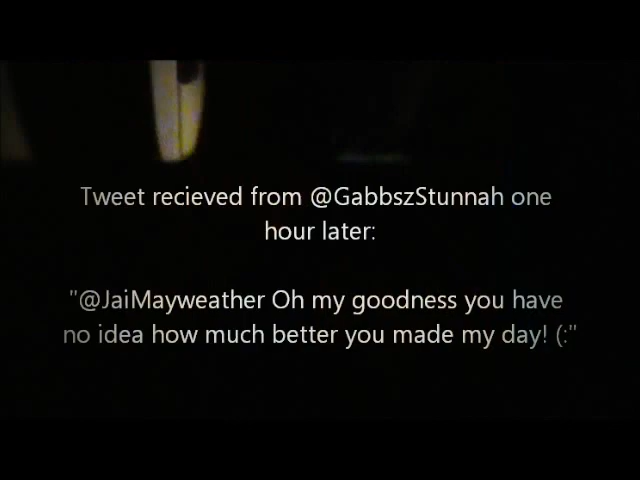 Tweet recieved from @GabbszStunnah one
hour later:
"@JaiMayweather Oh my goodness you have
no idea how much better you made my day! (:"